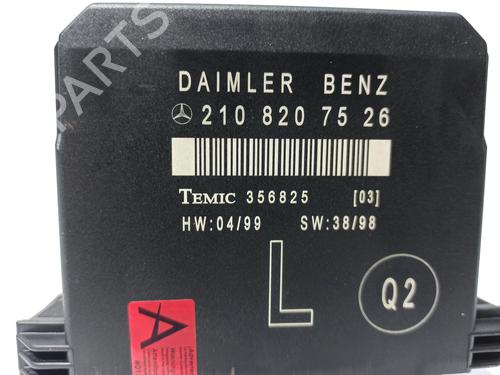 DAIMLER BENZ
210 820 75 26
TEMIC 356825 [03]
HW:04/99 SW:38/98
L
Q2
A
PARTS